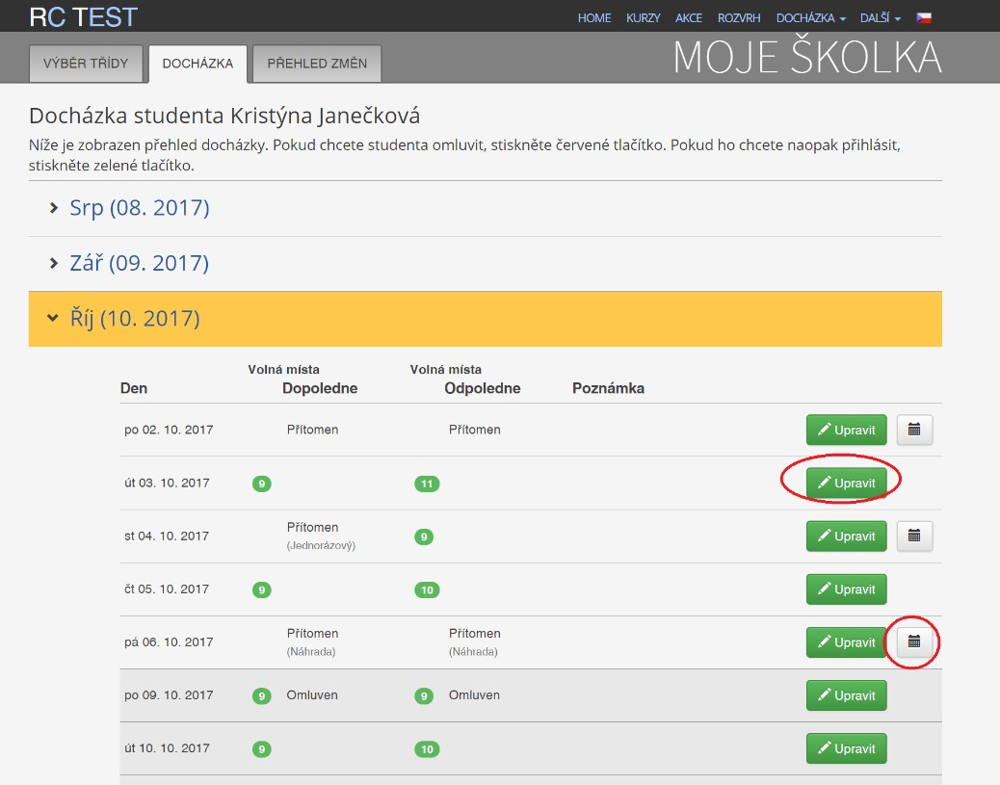 RC TEST
HOME KURZY AKCE ROZVRH DOCHÁZKA DALŠÍ
VÝBĚR TŘÍDY DOCHÁZKA PŘEHLED ZMĚN MOJE ŠKOLKA
Docházka studenta Kristýna Janečková
Níže je zobrazen přehled docházky. Pokud chcete studenta omluvit, stiskněte červené tlačítko. Pokud ho chcete naopak přihlásit,
stiskněte zelené tlačítko.
Srp (08. 2017)
Zář (09. 2017)
Říj (10. 2017)
Volná místa Volná místa
Den Dopoledne Odpoledne Poznámka
po 02. 10. 2017 Přítomen Přítomen Upravit
út 03. 10. 2017 9 11 Upravit
st 04. 10. 2017 Přítomen 9 Upravit
(Jednorázový)
čt 05. 10. 2017 9 10 Upravit
pá 06. 10. 2017 Přítomen Přítomen Upravit
(Náhrada) (Náhrada)
po 09. 10. 2017 9 Omluven 9 Omluven Upravit
út 10. 10. 2017 9 10 Upravit